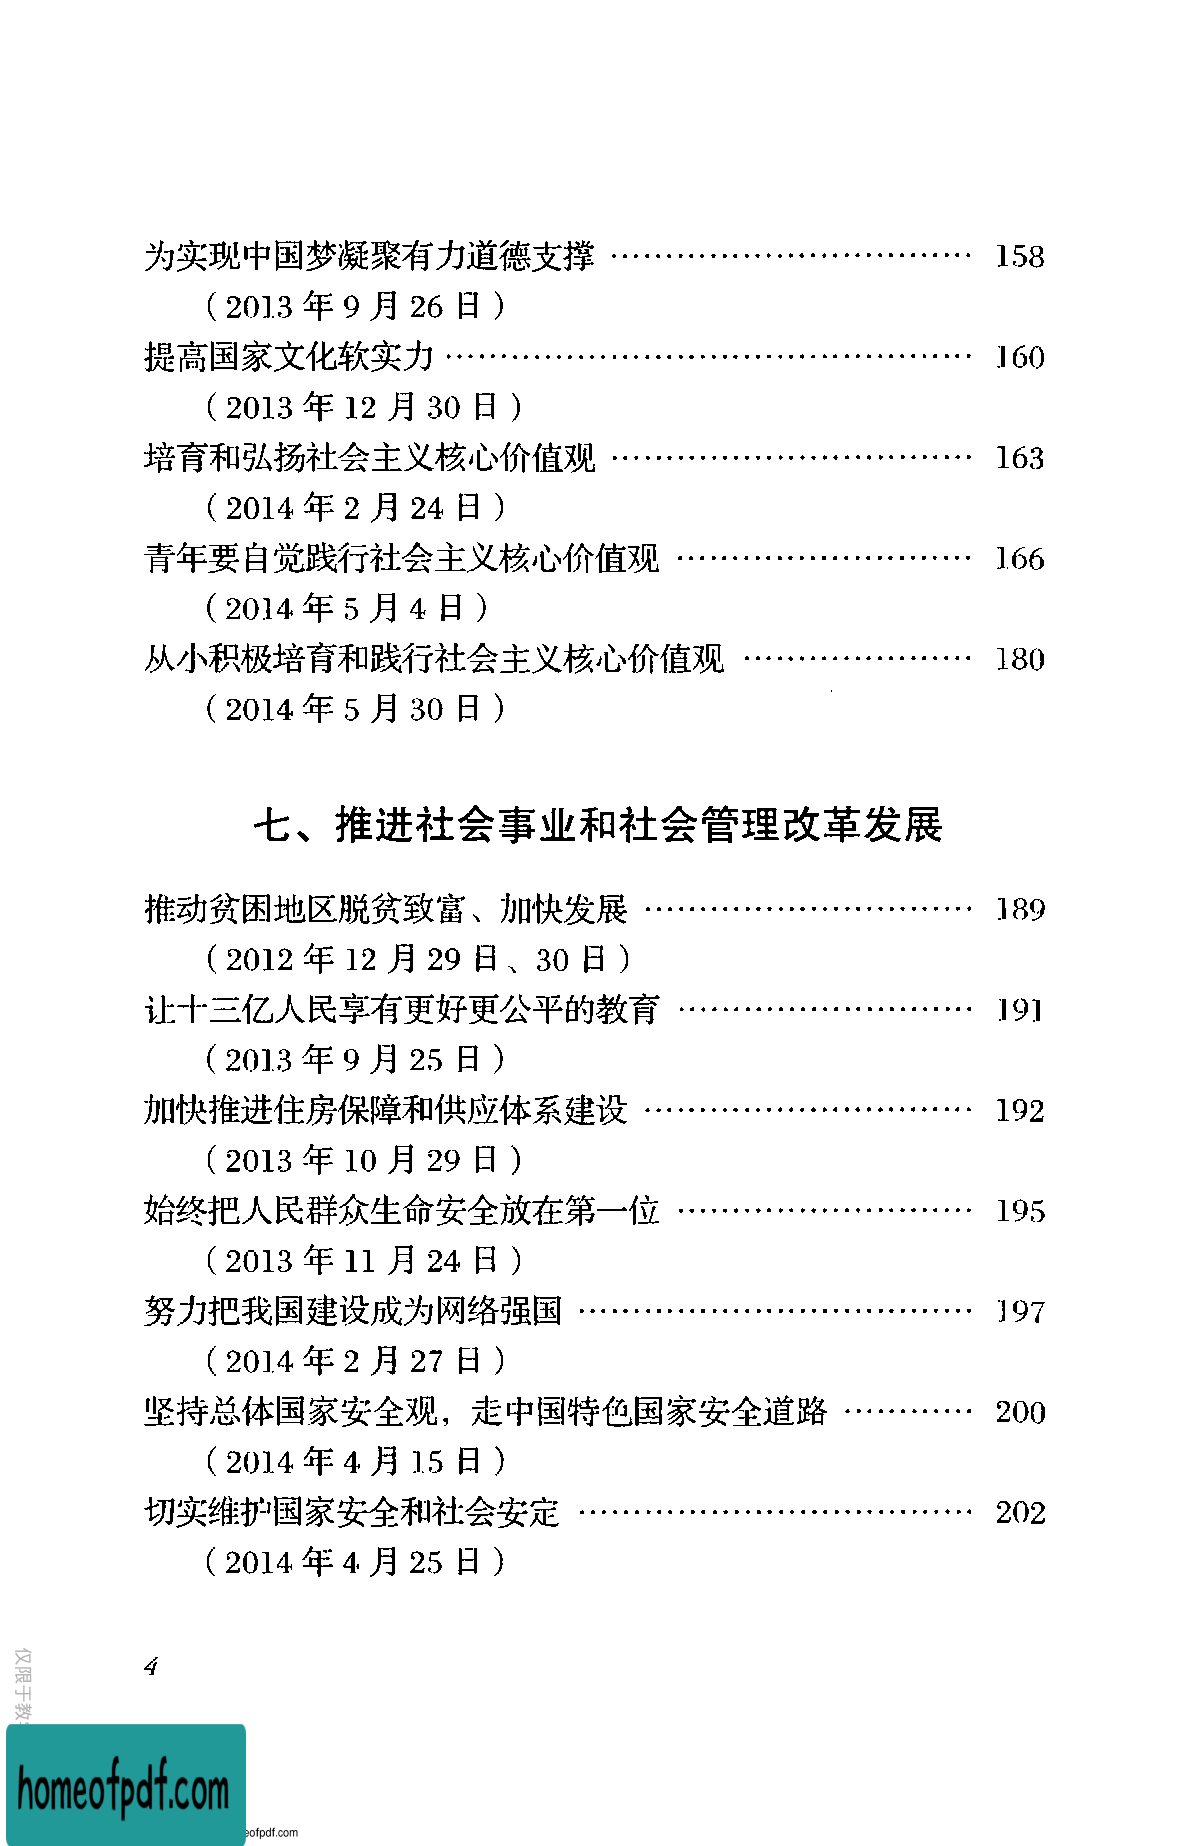 为实现中国梦凝聚有力道德支撑 ……………………………… 158
（2013 年 9 月 26 日）
提高国家文化软实力 ……………………………………………… 160
（2013 年 12 月 30 日）
培育和弘扬社会主义核心价值观 ……………………………… 163
（2014 年 2 月 24 日）
青年要自觉践行社会主义核心价值观 ………………………… 166
（2014 年 5 月 4 日）
从小积极培育和践行社会主义核心价值观 ………………… 180
（2014 年 5 月 30 日）
七、推进社会事业和社会管理改革发展
推动贫困地区脱贫致富、加快发展 …………………………… 189
（2012 年 12 月 29 日、30 日）
让十三亿人民享有更好更公平的教育 ………………………… 191
（2013 年 9 月 25 日）
加快推进住房保障和供应体系建设 …………………………… 192
（2013 年 10 月 29 日）
始终把人民群众生命安全放在第一位 ………………………… 195
（2013 年 11 月 24 日）
努力把我国建设成为网络强国 ………………………………… 197
（2014 年 2 月 27 日）
坚持总体国家安全观，走中国特色国家安全道路 ………… 200
（2014 年 4 月 15 日）
切实维护国家安全和社会安定 ………………………………… 202
（2014 年 4 月 25 日）
4
仅限于教
homeofpdf.com
eofpdf.com